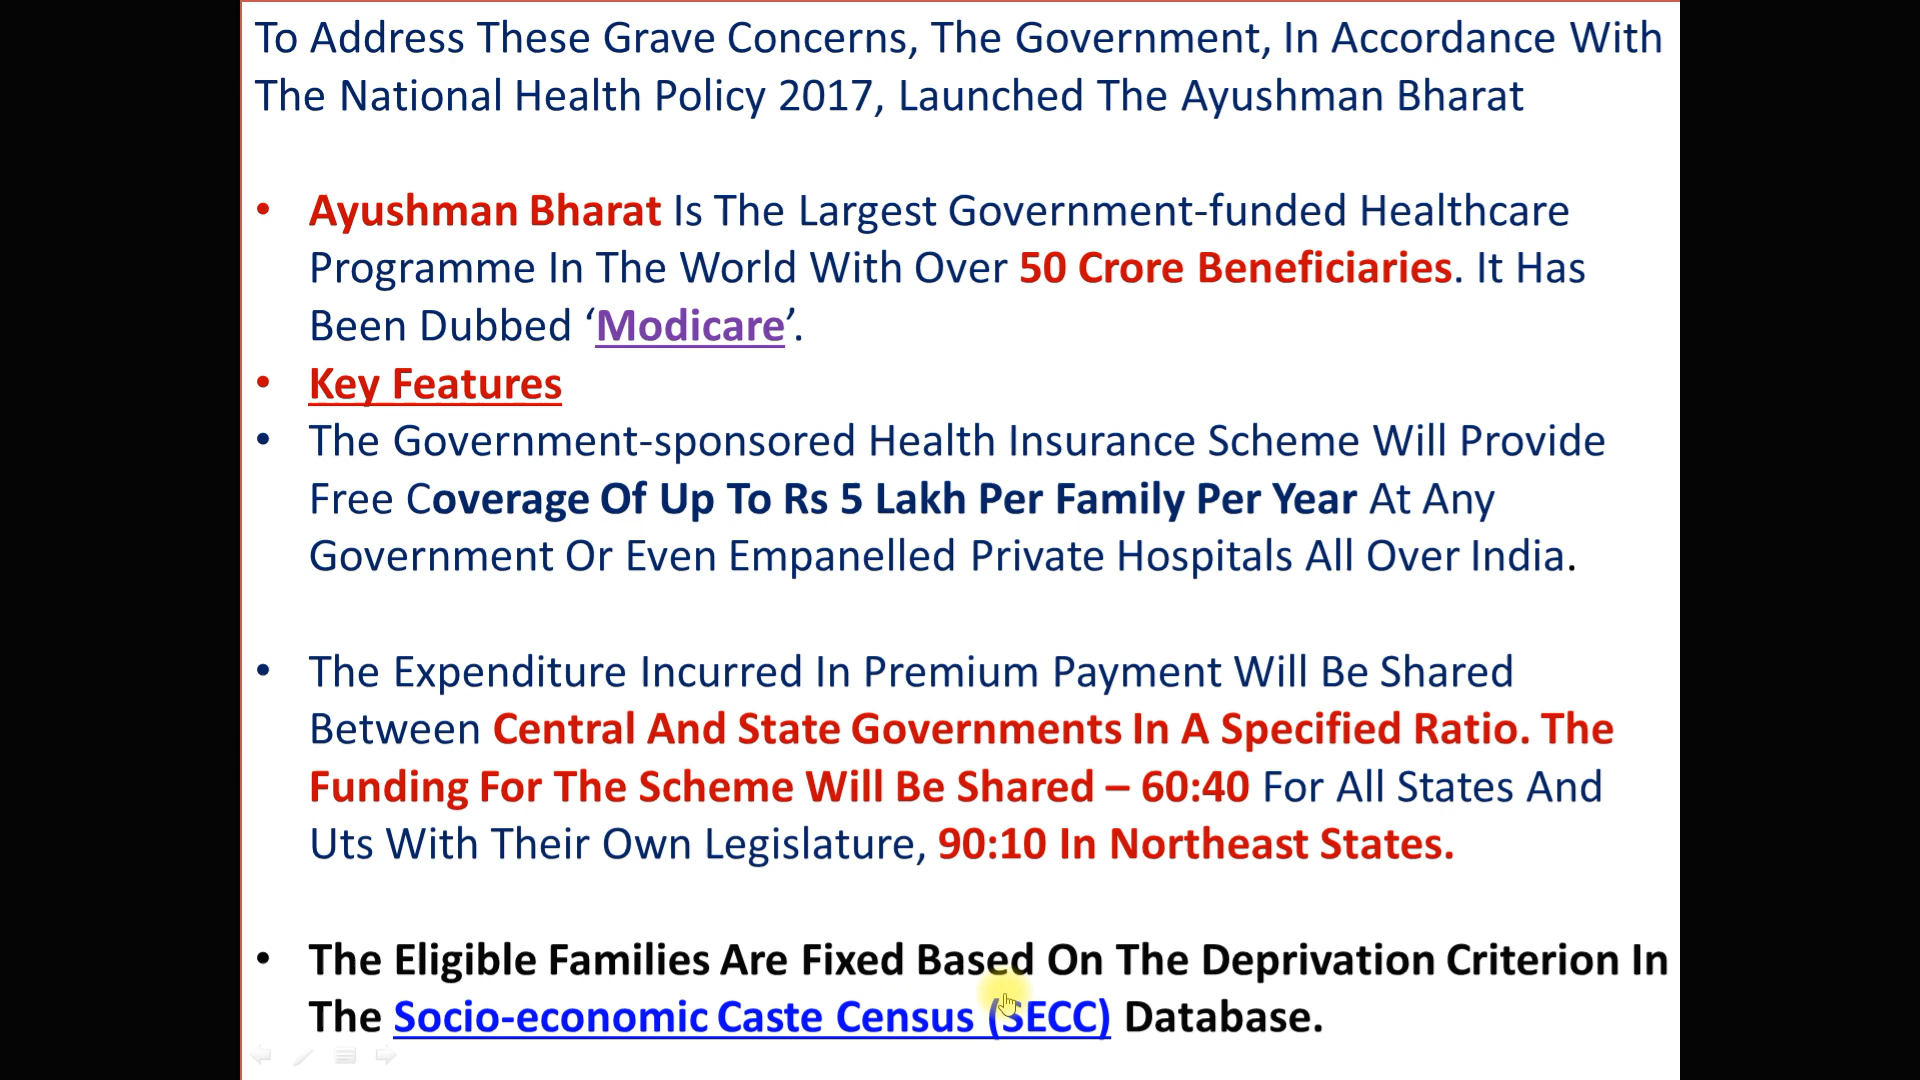 To Address These Grave Concerns, The Government, In Accordance With
The National Health Policy 2017, Launched The Ayushman Bharat
• Ayushman Bharat Is The Largest Government-funded Healthcare
Programme In The World With Over 50 Crore Beneficiaries. It Has
Been Dubbed ‘Modicare’.
• Key Features
• The Government-sponsored Health Insurance Scheme Will Provide
Free Coverage Of Up To Rs 5 Lakh Per Family Per Year At Any
Government Or Even Empanelled Private Hospitals All Over India.
• The Expenditure Incurred In Premium Payment Will Be Shared
Between Central And State Governments In A Specified Ratio. The
Funding For The Scheme Will Be Shared – 60:40 For All States And
Uts With Their Own Legislature, 90:10 In Northeast States.
• The Eligible Families Are Fixed Based On The Deprivation Criterion In
The Socio-economic Caste Census (SECC) Database.